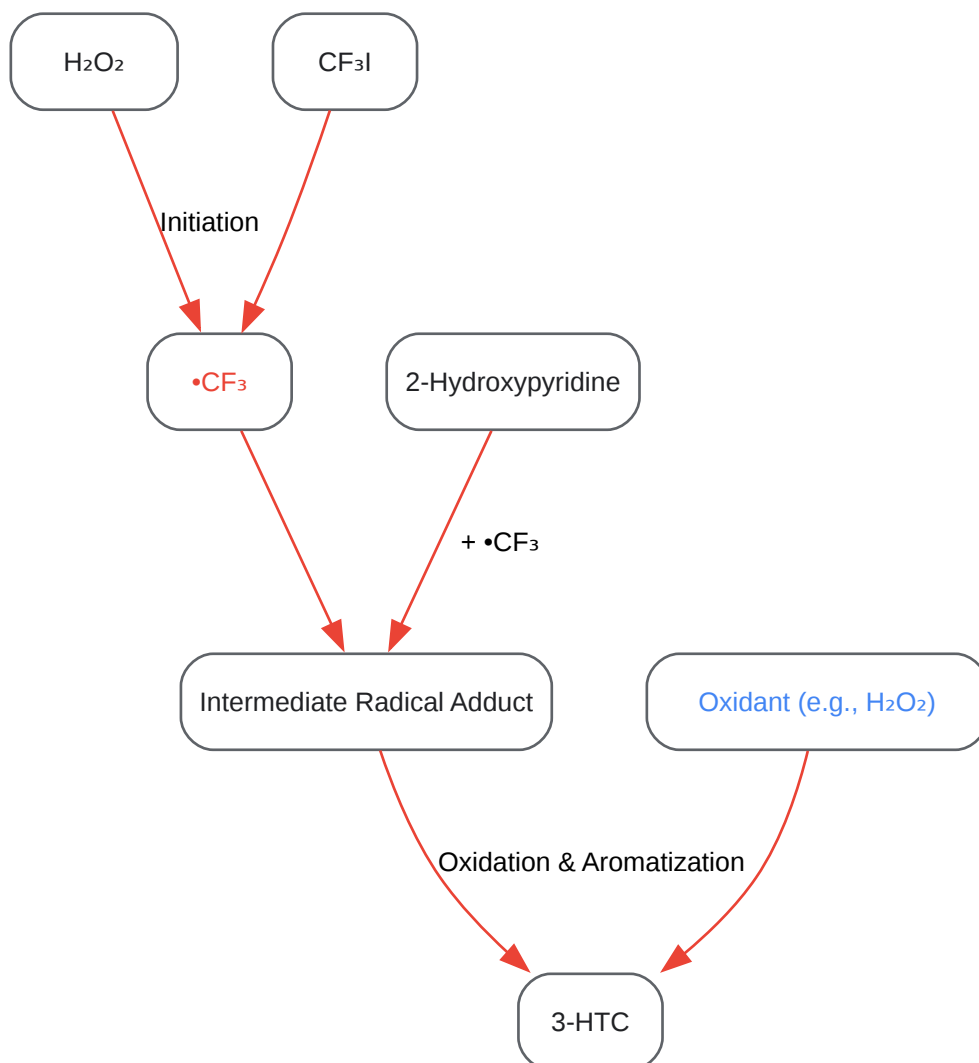 H₂O₂
CF₃I
Initiation
•CF₃
2-Hydroxypyridine
+ •CF₃
Intermediate Radical Adduct
Oxidant (e.g., H₂O₂)
Oxidation & Aromatization
3-HTC